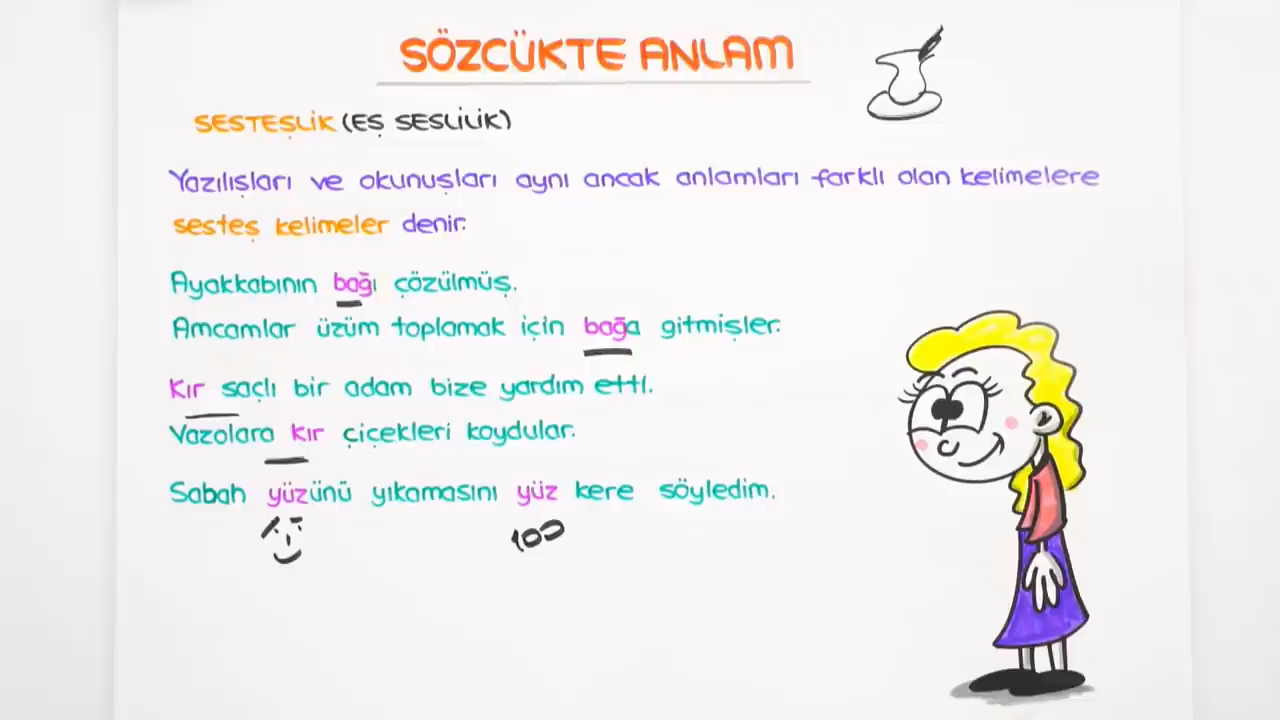 SÖZCÜKTE ANLAM
SESTEŞLİK (EŞ SESLİLİK)
Yazılışları ve okunuşları aynı ancak anlamları farklı olan kelimelere
sesteş kelimeler denir.
Ayakkabının bağı çözülmüş.
Amcamlar üzüm toplamak için bağa gitmişler.
Kır saçlı bir adam bize yardım etti.
Vazolara kır çiçekleri koydular.
Sabah yüzünü yıkamasını yüz kere söyledim.
100